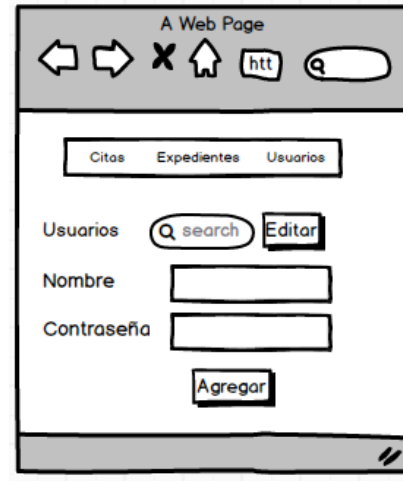 A Web Page
htt
Citas Expedientes Usuarios
Usuarios search Editar
Nombre
Contraseña
Agregar